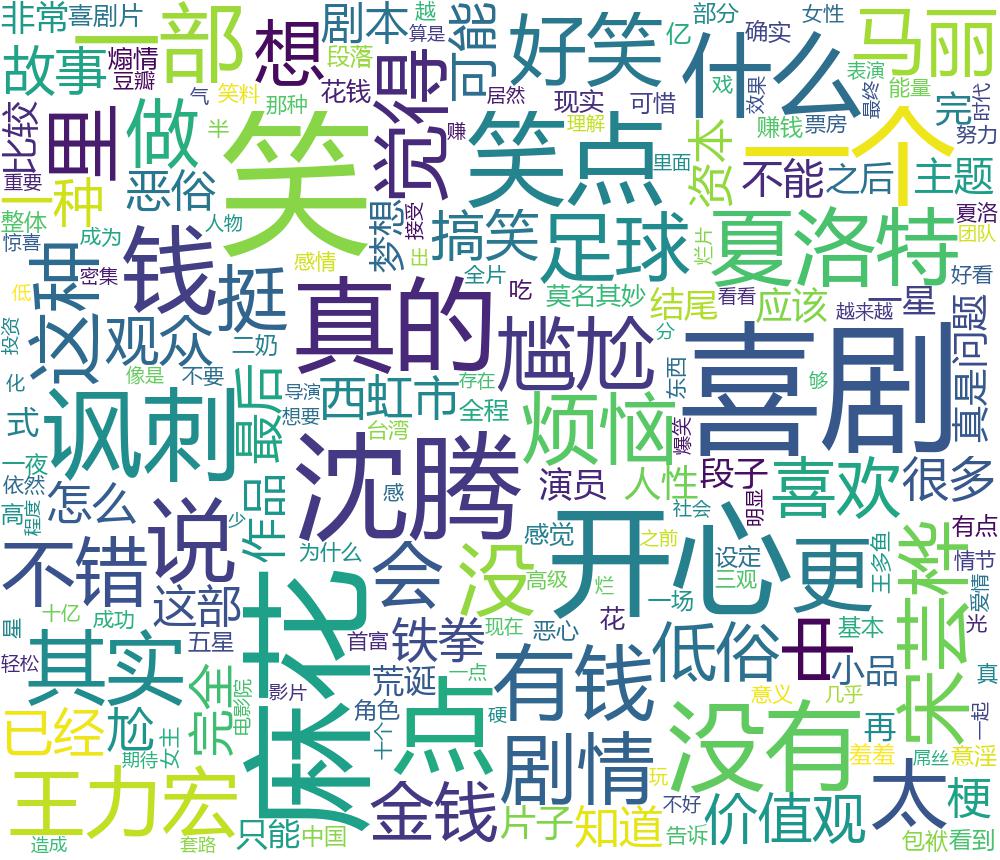 非常
喜剧片
一部
故事
煽情
豆瓣
想
剧本
越
算是
段落
可能
好笑
亿
部分
确实
女性
什么
马丽
表演
能量
比较
里
做
气
笑料
那种
花钱
觉得
居然
现实
可惜
戏
效果
最终
完
时代
努力
半
笑
赚
笑点
理解
里面
资本
赚钱
票房
一个
不能
之后
主题
重要
一种
恶俗
整体
人物
梦想
接受
搞笑
足球
烂片
夏洛特
夏洛
团队
惊喜
成为
这种
密集
钱
感情
出
全片
吃
莫名其妙
结尾
看看
应该
越来越
一星
好看
低
挺
真的
尴尬
分
东西
喜剧
真是
问题
投资
观众
二奶
化
像是
不要
导演
想要
西虹市
存在
全程
烦恼
爆笑
够
式
讽刺
最后
台湾
一夜
依然
怎么
沈腾
演员
人性
段子
喜欢
很多
高
程度
说
少
作品
感
感觉
之前
社会
明显
有点
不错
为什么
会
没
高级
烂
开心
设定
三观
更
王多鱼
宋芸桦
情节
爱情
光
十亿
成功
这部
麻花
首富
铁拳
现在
恶心
花
一场
低俗
中
基本
小品
星
轻松
其实
五星
完全
电影院
影片
荒诞
一点
角色
十个
点
硬
有钱
没有
意义
几乎
再
真
一起
已经
尬
期待
女主
剧情
玩
羞羞
屌丝
意淫
王力宏
造成
套路
只能
中国
金钱
片子
知道
不好
告诉
价值观
太
梗
包袱
看到